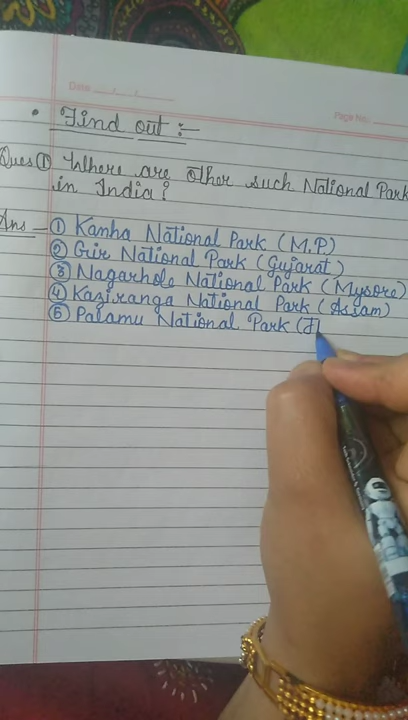 Date
Page No.
• Find out :-
Ques ① Where are other such National Park
in India?
Ans - ① Kanha National Park (M.P.)
② Gir National Park (Gujarat)
③ Nagarhole National Park (Mysore)
④ Kaziranga National Park (Assam)
⑤ Palamu National Park (J